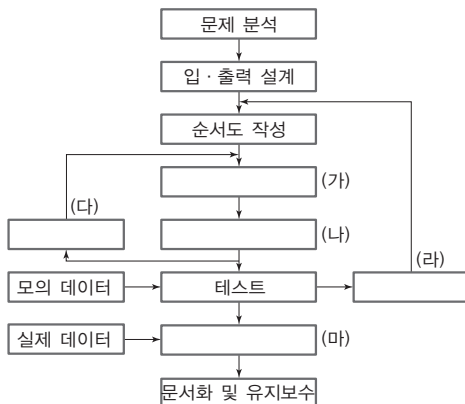 문제 분석
입 · 출력 설계
순서도 작성
(가)
(다)
(나)
(라)
모의 데이터
테스트
실제 데이터
(마)
문서화 및 유지보수